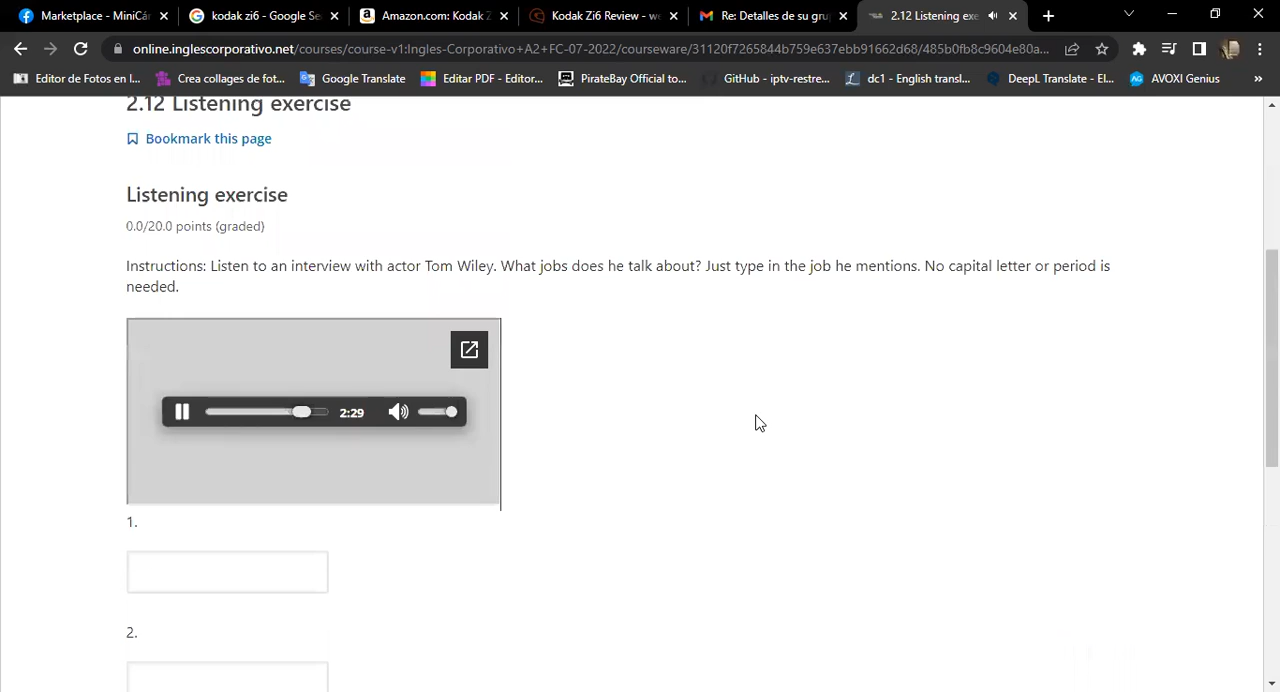 Marketplace - MiniCá
kodak zi6 - Google Se
Amazon.com: Kodak Z
Kodak Zi6 Review - we
Re: Detalles de su gru
2.12 Listening exe
online.inglescorporativo.net/courses/course-v1:Ingles-Corporativo+A2+FC-07-2022/courseware/31120f7265844b759e637ebb91662d68/485b0fb8c9604e80a...
Editor de Fotos en l...
Crea collages de fot...
Google Translate
Editar PDF - Editor...
PirateBay Official to...
GitHub - iptv-restre...
dc1 - English transl...
DeepL Translate - El...
AVOXI Genius
»
2.12 Listening exercise
Bookmark this page
Listening exercise
0.0/20.0 points (graded)
Instructions: Listen to an interview with actor Tom Wiley. What jobs does he talk about? Just type in the job he mentions. No capital letter or period is
needed.
2:29
1.
2.